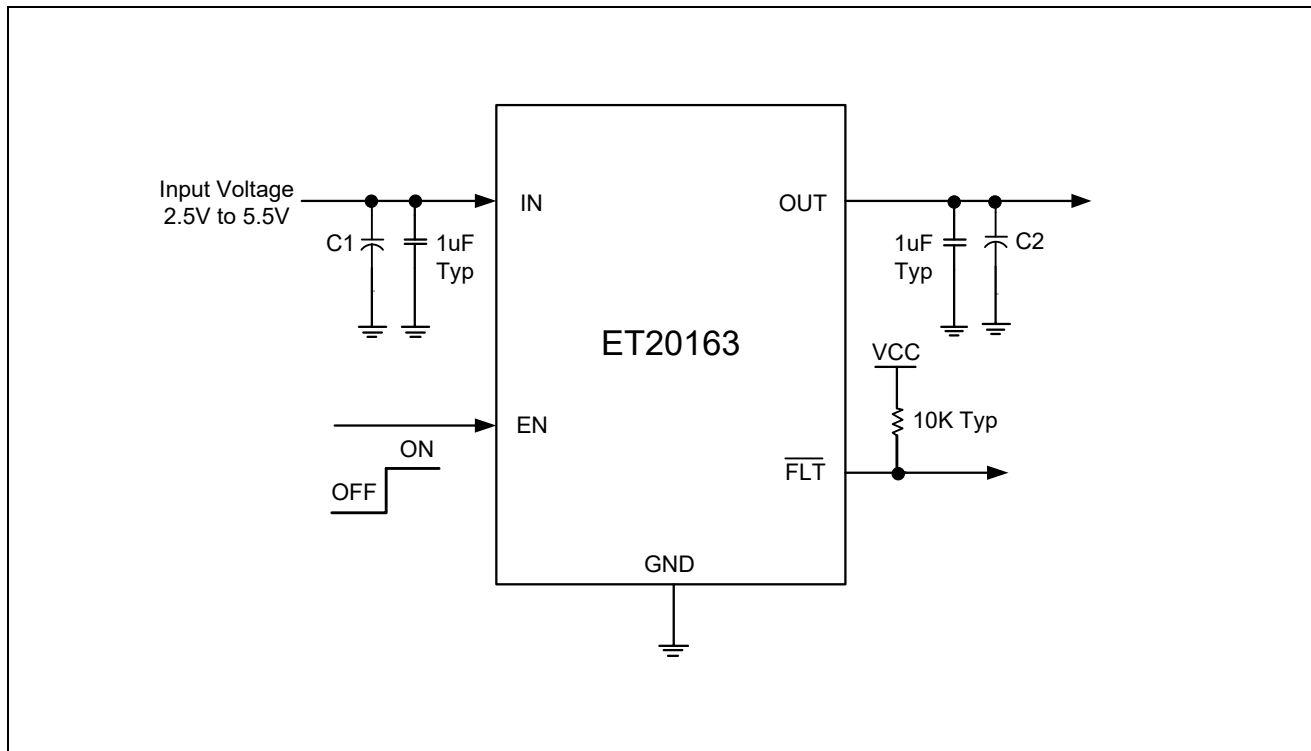 Input Voltage
2.5V to 5.5V
IN
OUT
C1
1uF
Typ
1uF
Typ
C2
ET20163
VCC
10K Typ
EN
ON
OFF
FLT
GND